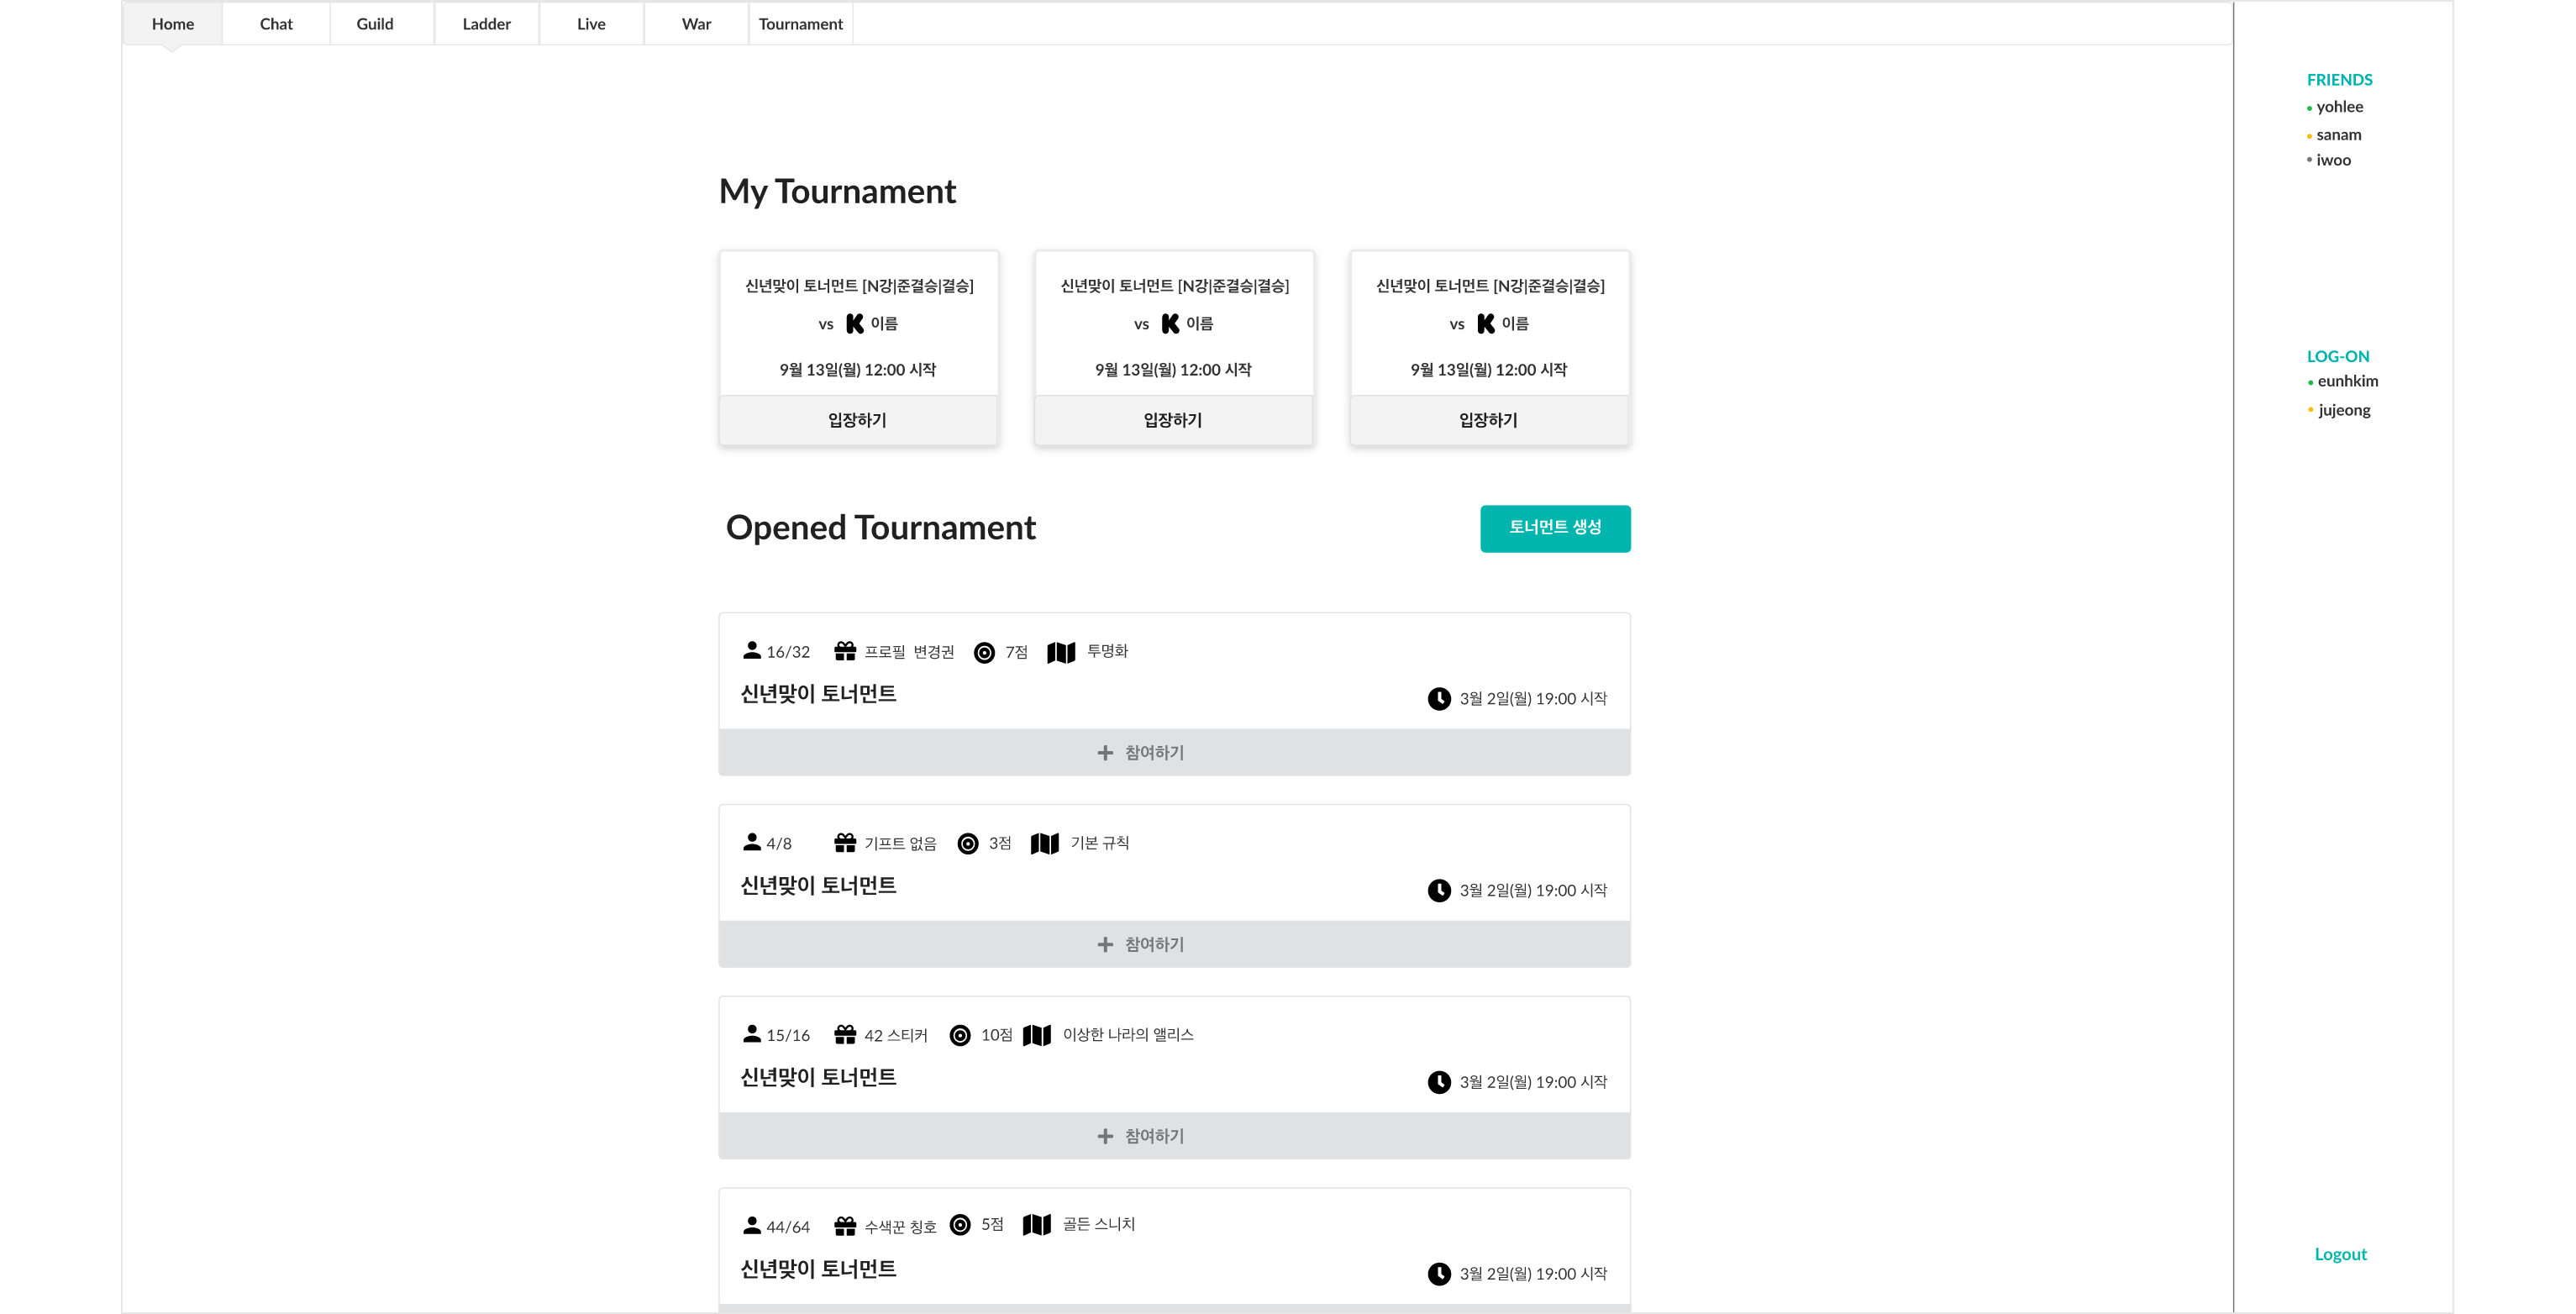 Home Chat Guild Ladder Live War Tournament
My Tournament
신년맞이 토너먼트 [N강|준결승|결승]
vs 이름
9월 13일(월) 12:00 시작
입장하기
신년맞이 토너먼트 [N강|준결승|결승]
vs 이름
9월 13일(월) 12:00 시작
입장하기
신년맞이 토너먼트 [N강|준결승|결승]
vs 이름
9월 13일(월) 12:00 시작
입장하기
Opened Tournament
토너먼트 생성
16/32 프로필 변경권 7점 투명화
신년맞이 토너먼트
3월 2일(월) 19:00 시작
참여하기
4/8 기프트 없음 3점 기본 규칙
신년맞이 토너먼트
3월 2일(월) 19:00 시작
참여하기
15/16 42 스티커 10점 이상한 나라의 앨리스
신년맞이 토너먼트
3월 2일(월) 19:00 시작
참여하기
44/64 수색꾼 칭호 5점 골든 스니치
신년맞이 토너먼트
3월 2일(월) 19:00 시작
FRIENDS
yohlee
sanam
iwoo
LOG-ON
eunhkim
jujeong
Logout